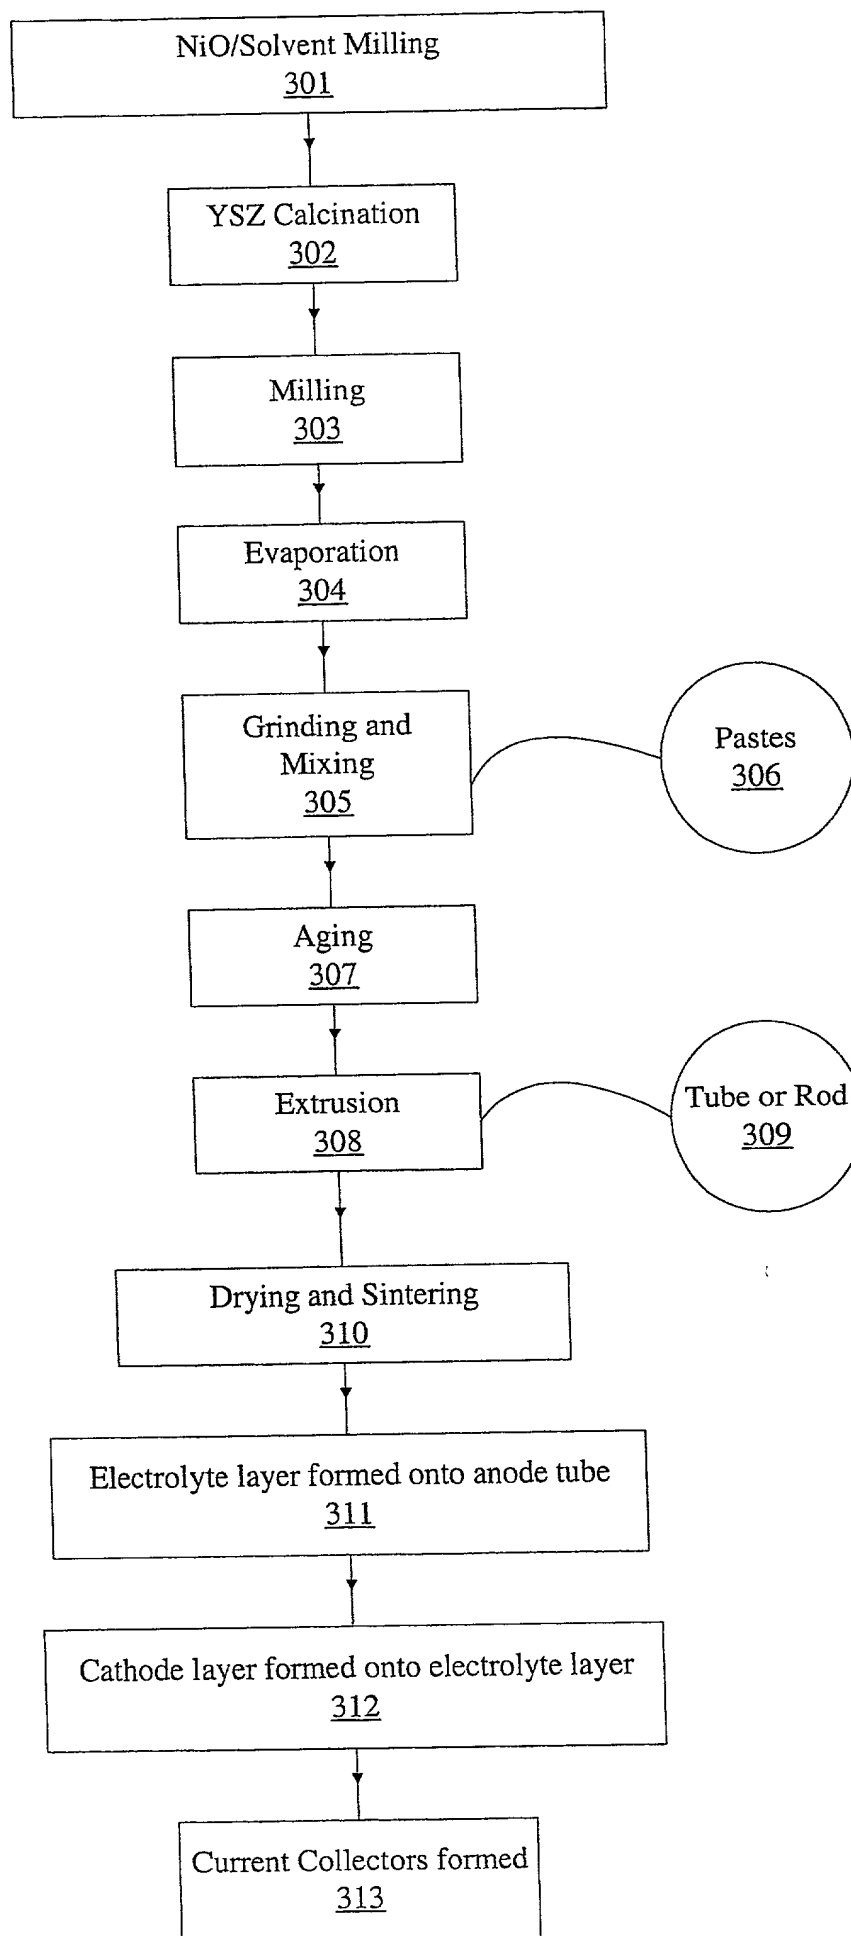 NiO/Solvent Milling
301
YSZ Calcination
302
Milling
303
Evaporation
304
Grinding and
Mixing
305
Pastes
306
Aging
307
Extrusion
308
Tube or Rod
309
Drying and Sintering
310
Electrolyte layer formed onto anode tube
311
Cathode layer formed onto electrolyte layer
312
Current Collectors formed
313